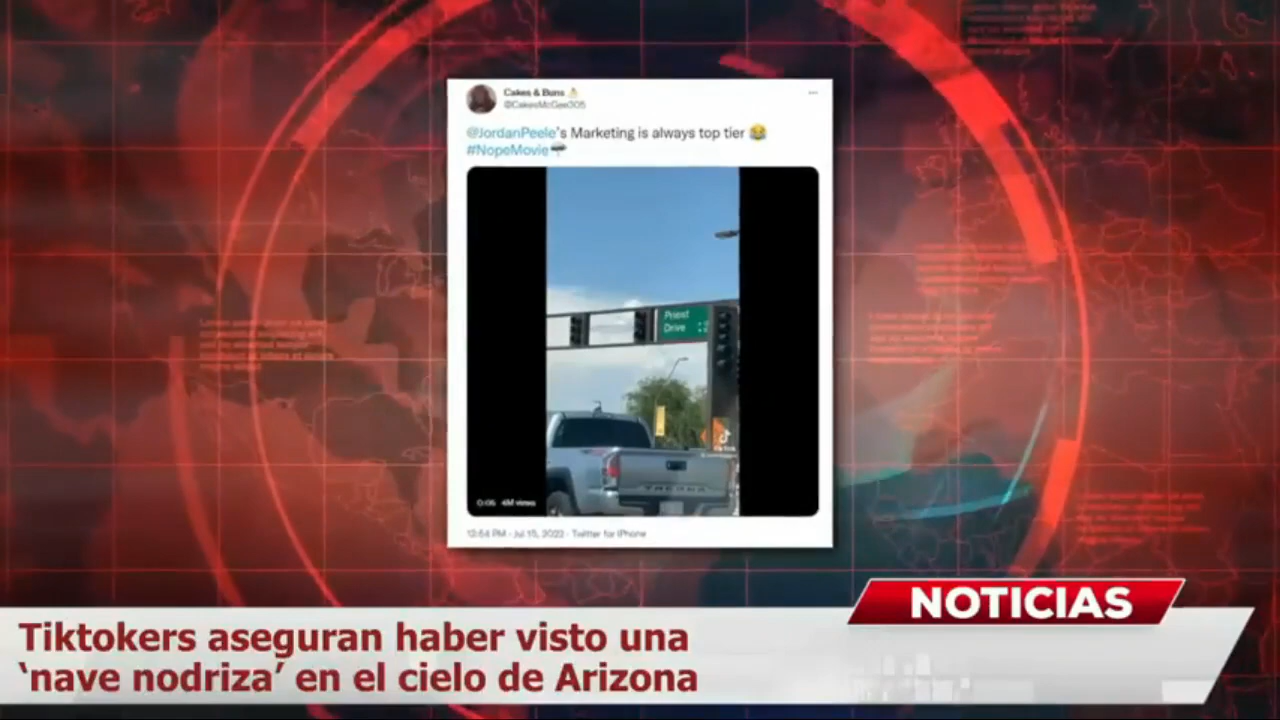 Cakes & Buns
@CakesMcGee305
@JordanPeele's Marketing is always top tier 😂
#NopeMovie
Priest
Drive
0:06 4M views
12:54 PM · Jul 15, 2022 · Twitter for iPhone
NOTICIAS
Tiktokers aseguran haber visto una
‘nave nodriza’ en el cielo de Arizona